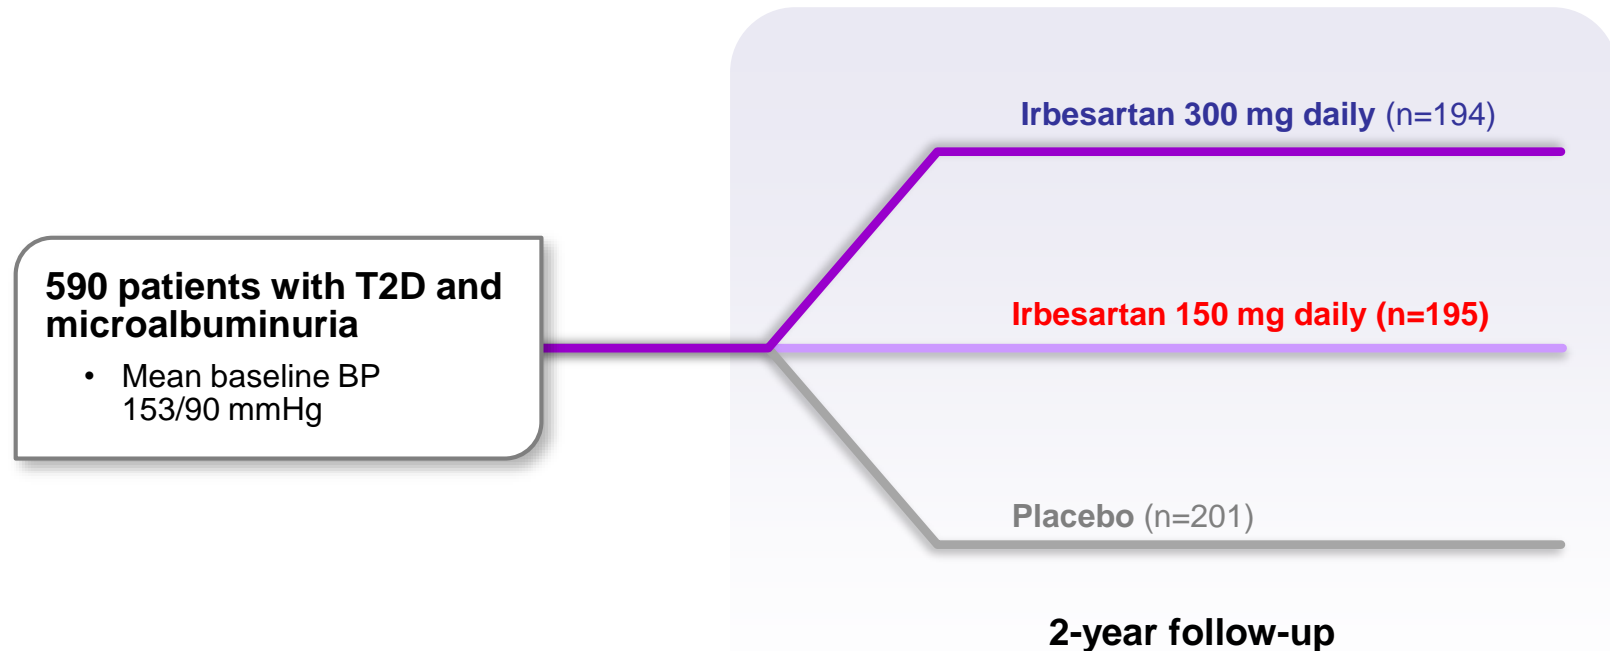 Irbesartan 300 mg daily (n=194)
590 patients with T2D and
microalbuminuria
• Mean baseline BP
153/90 mmHg
Irbesartan 150 mg daily (n=195)
Placebo (n=201)
2-year follow-up